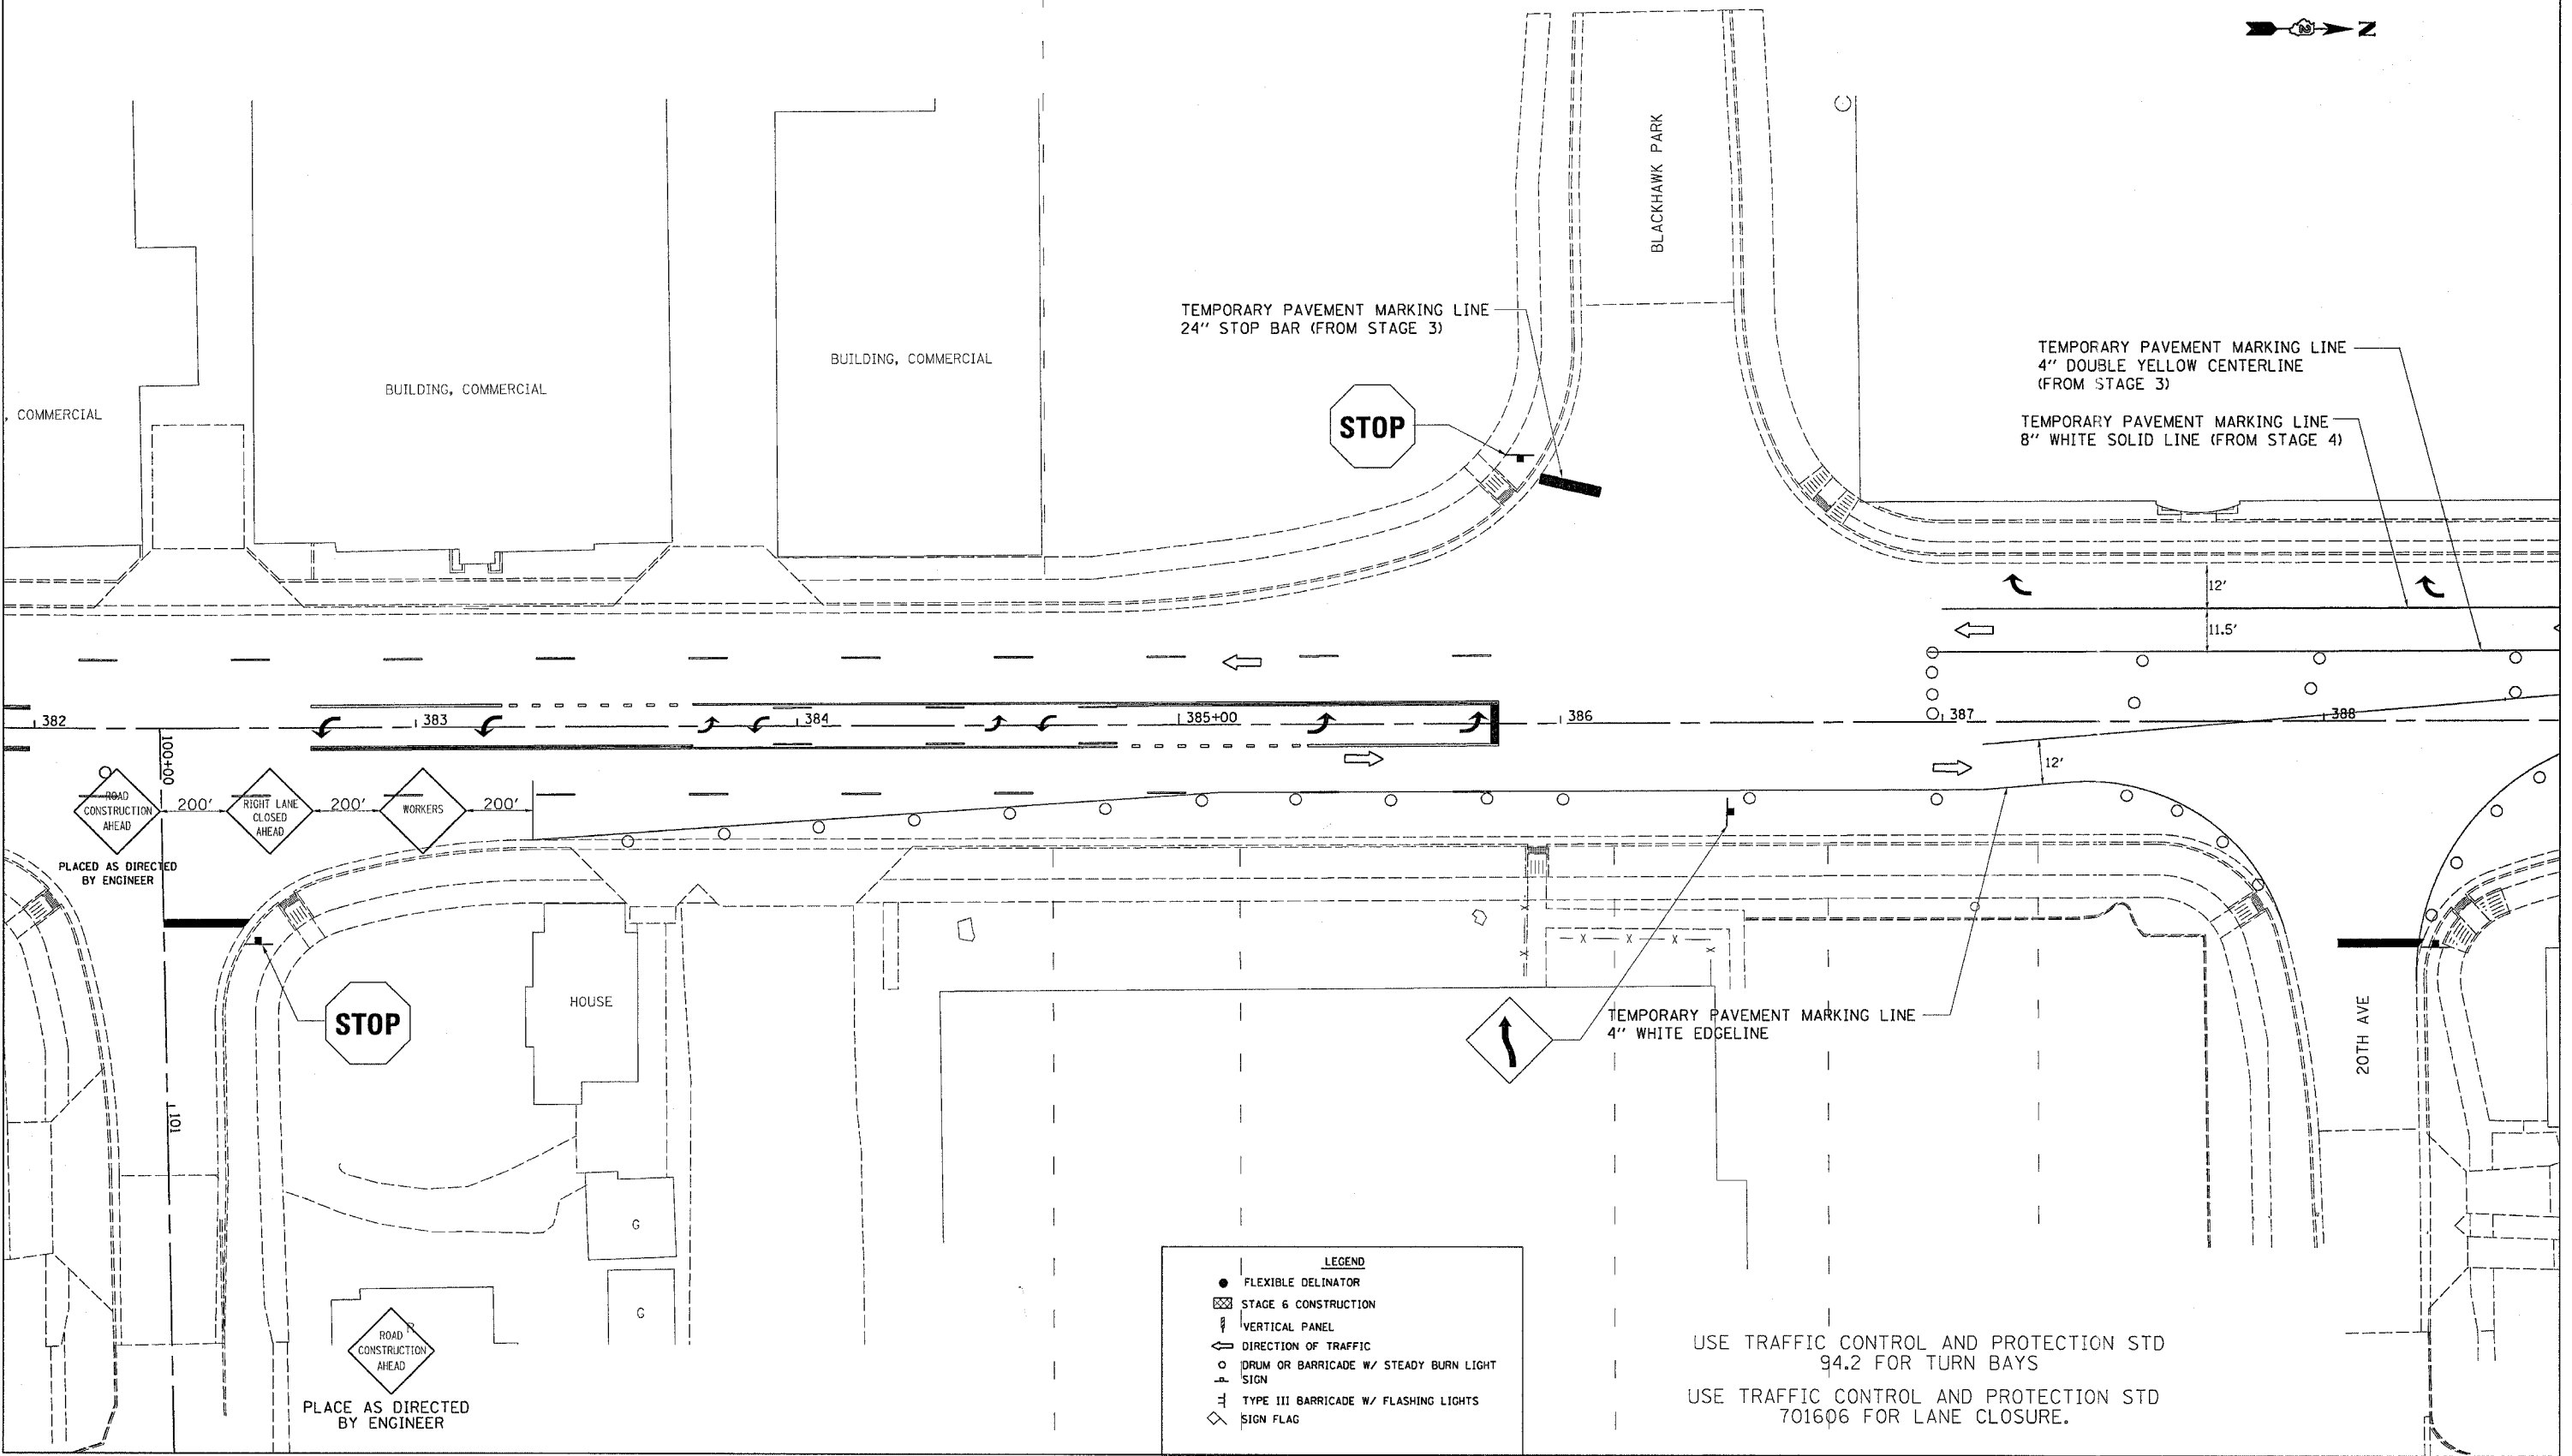 N
BLACKHAWK PARK
TEMPORARY PAVEMENT MARKING LINE
24'' STOP BAR (FROM STAGE 3)
STOP
TEMPORARY PAVEMENT MARKING LINE
4'' DOUBLE YELLOW CENTERLINE
(FROM STAGE 3)
TEMPORARY PAVEMENT MARKING LINE
8'' WHITE SOLID LINE (FROM STAGE 4)
, COMMERCIAL
BUILDING, COMMERCIAL
BUILDING, COMMERCIAL
12'
11.5'
382
383
384
385+00
386
387
388
12'
100+00
101
ROAD
CONSTRUCTION
AHEAD
200'
RIGHT LANE
CLOSED
AHEAD
200'
WORKERS
200'
PLACED AS DIRECTED
BY ENGINEER
STOP
HOUSE
X X X
X
X
X
TEMPORARY PAVEMENT MARKING LINE
4'' WHITE EDGELINE
20TH AVE
G
G
R
ROAD
CONSTRUCTION
AHEAD
PLACE AS DIRECTED
BY ENGINEER
LEGEND
FLEXIBLE DELINATOR
STAGE 6 CONSTRUCTION
VERTICAL PANEL
DIRECTION OF TRAFFIC
DRUM OR BARRICADE W/ STEADY BURN LIGHT
SIGN
TYPE III BARRICADE W/ FLASHING LIGHTS
SIGN FLAG
USE TRAFFIC CONTROL AND PROTECTION STD
94.2 FOR TURN BAYS
USE TRAFFIC CONTROL AND PROTECTION STD
701606 FOR LANE CLOSURE.